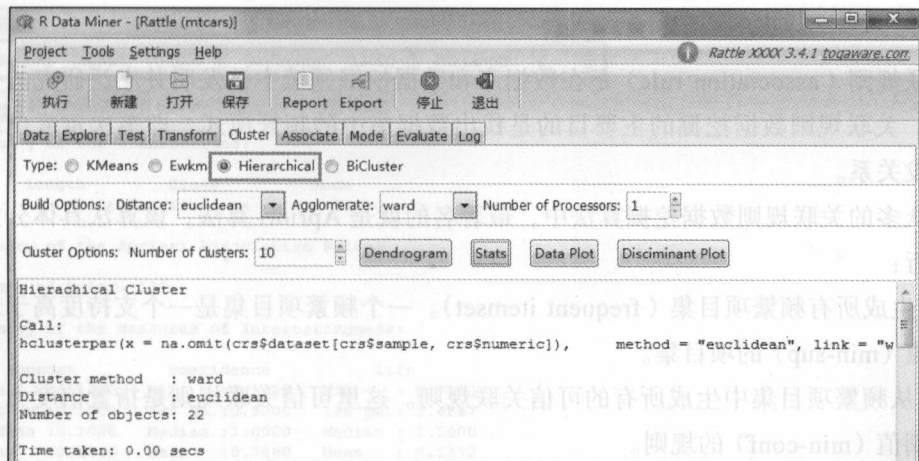 R Data Miner - [Rattle (mtcars)]
Project Tools Settings Help
Rattle XXXX 3.4.1 togaware.com
执行 新建 打开 保存 Report Export 停止 退出
Data Explore Test Transform Cluster Associate Model Evaluate Log
Type: KMeans Ewkm Hierarchical BiCluster
Build Options: Distance: euclidean Agglomerate: ward Number of Processors: 1
Cluster Options: Number of clusters: 10 Dendrogram Stats Data Plot Discriminant Plot
Hierachical Cluster
Call:
hclusterpar(x = na.omit(crs$dataset[crs$sample, crs$numeric]), method = "euclidean", link = "w
Cluster method : ward
Distance : euclidean
Number of objects: 22
Time taken: 0.00 secs